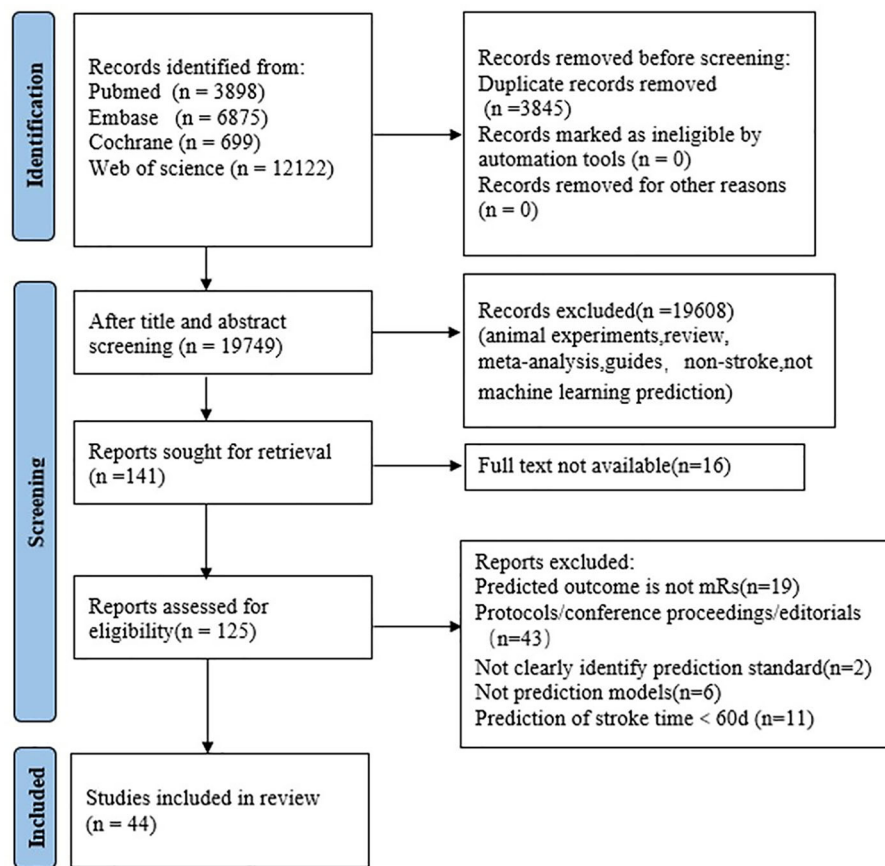 Identification
Records identified from:
Pubmed (n = 3898)
Embase (n = 6875)
Cochrane (n = 699)
Web of science (n = 12122)
Records removed before screening:
Duplicate records removed
(n =3845)
Records marked as ineligible by
automation tools (n = 0)
Records removed for other reasons
(n = 0)
Screening
After title and abstract
screening (n = 19749)
Records excluded(n =19608)
(animal experiments,review,
meta-analysis,guides, non-stroke,not
machine learning prediction)
Reports sought for retrieval
(n =141)
Full text not available(n=16)
Reports assessed for
eligibility(n = 125)
Reports excluded:
Predicted outcome is not mRs(n=19)
Protocols/conference proceedings/editorials
(n=43)
Not clearly identify prediction standard(n=2)
Not prediction models(n=6)
Prediction of stroke time < 60d (n=11)
Included
Studies included in review
(n = 44)